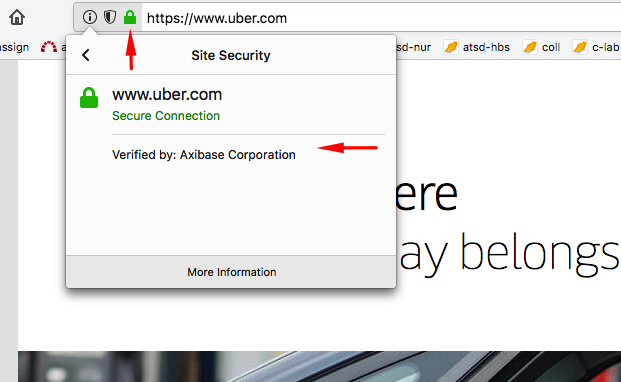 https://www.uber.com
assign
sd-nur
atsd-hbs
coll
c-lab
Site Security
www.uber.com
Secure Connection
Verified by: Axibase Corporation
More Information
ere
ay belongs